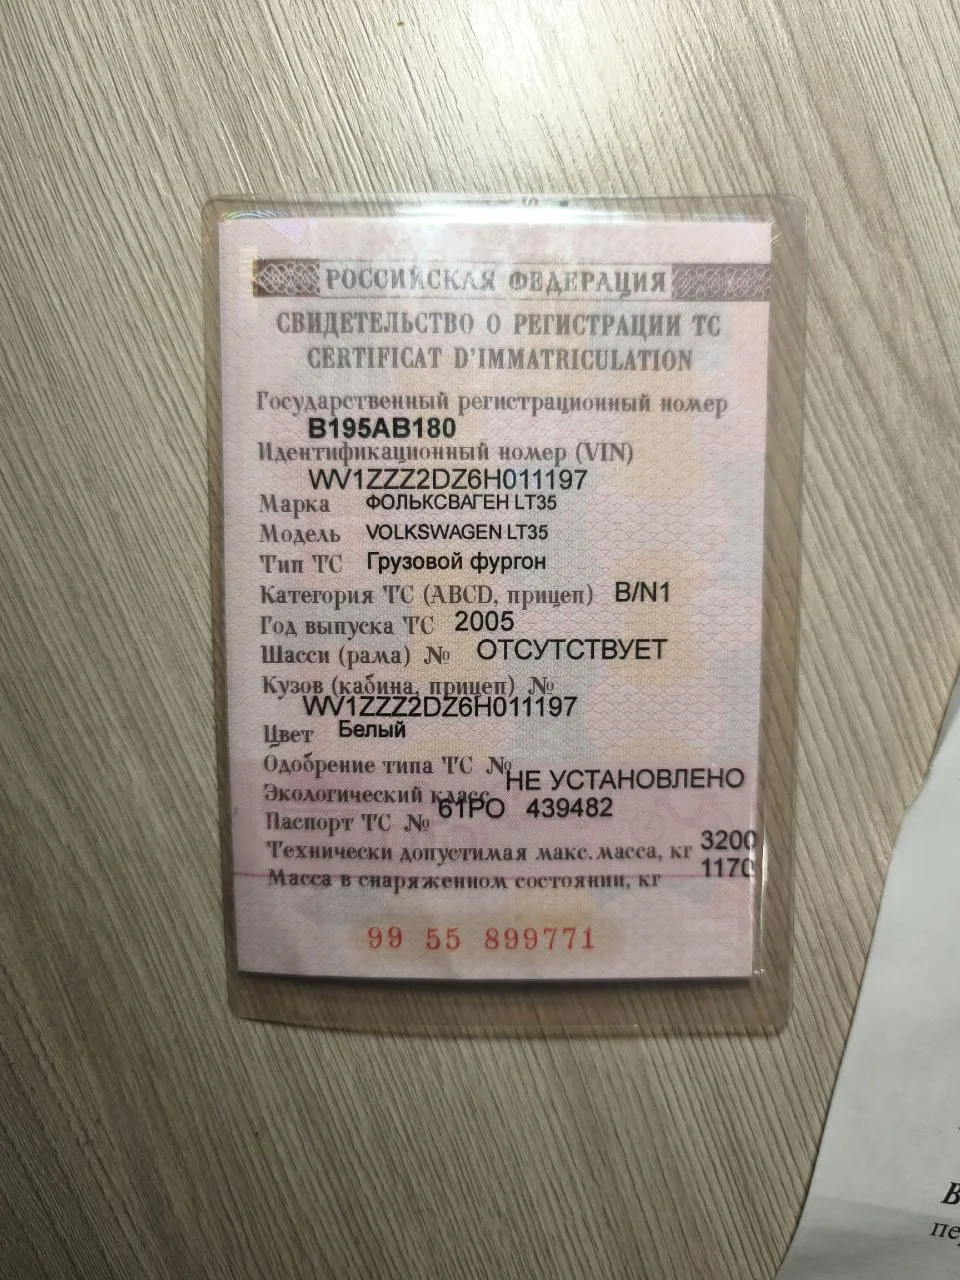 РОССИЙСКАЯ ФЕДЕРАЦИЯ
СВИДЕТЕЛЬСТВО О РЕГИСТРАЦИИ ТС
CERTIFICAT D'IMMATRICULATION
Государственный регистрационный номер
В195АВ180
Идентификационный номер (VIN)
WV1ZZZ2DZ6H011197
Марка ФОЛЬКСВАГЕН LT35
Модель VOLKSWAGEN LT35
Тип ТС Грузовой фургон
Категория ТС (ABCD, прицеп) B/N1
Год выпуска ТС 2005
Шасси (рама) № ОТСУТСТВУЕТ
Кузов (кабина, прицеп) №
WV1ZZZ2DZ6H011197
Цвет Белый
Одобрение типа ТС №
НЕ УСТАНОВЛЕНО
Экологический класс
61РО 439482
Паспорт ТС №
Технически допустимая макс. масса, кг 3200
Масса в снаряженном состоянии, кг 1170
99 55 899771
В
пе